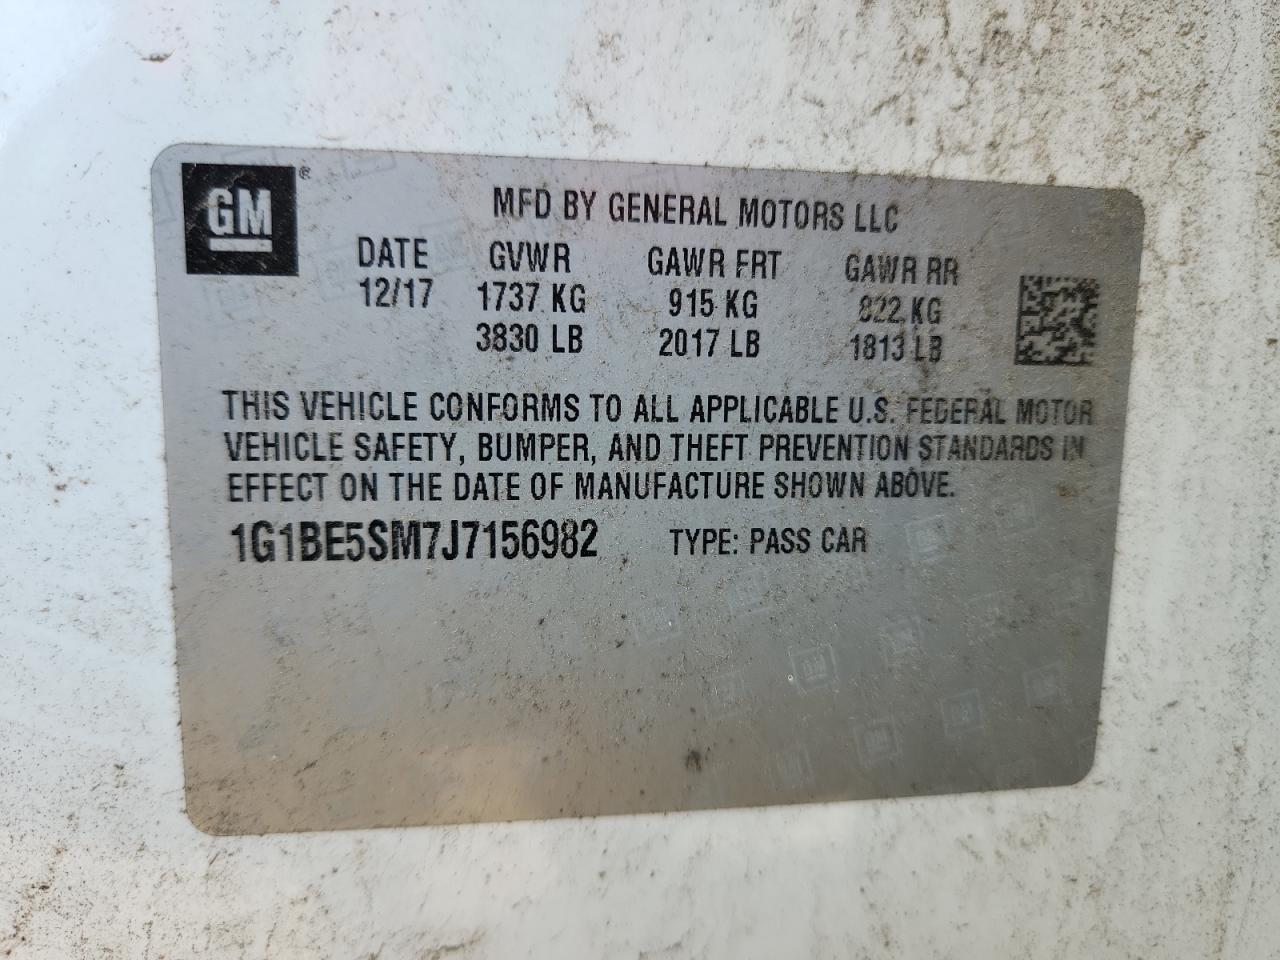 GM ®
MFD BY GENERAL MOTORS LLC
DATE GVWR GAWR FRT GAWR RR
12/17 1737 KG 915 KG 822 KG
3830 LB 2017 LB 1813 LB
THIS VEHICLE CONFORMS TO ALL APPLICABLE U.S. FEDERAL MOTOR
VEHICLE SAFETY, BUMPER, AND THEFT PREVENTION STANDARDS IN
EFFECT ON THE DATE OF MANUFACTURE SHOWN ABOVE.
1G1BE5SM7J7156982 TYPE: PASS CAR